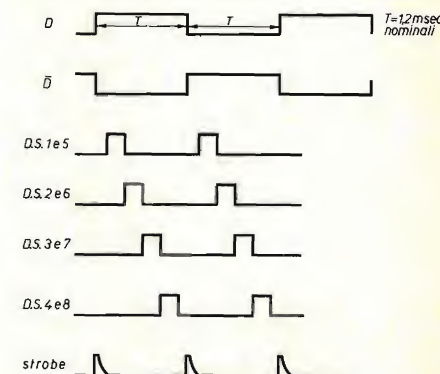 D T T T=1,2msec
nominali
D̅
D.S.1e5
D.S.2e6
D.S.3e7
D.S.4e8
strobe